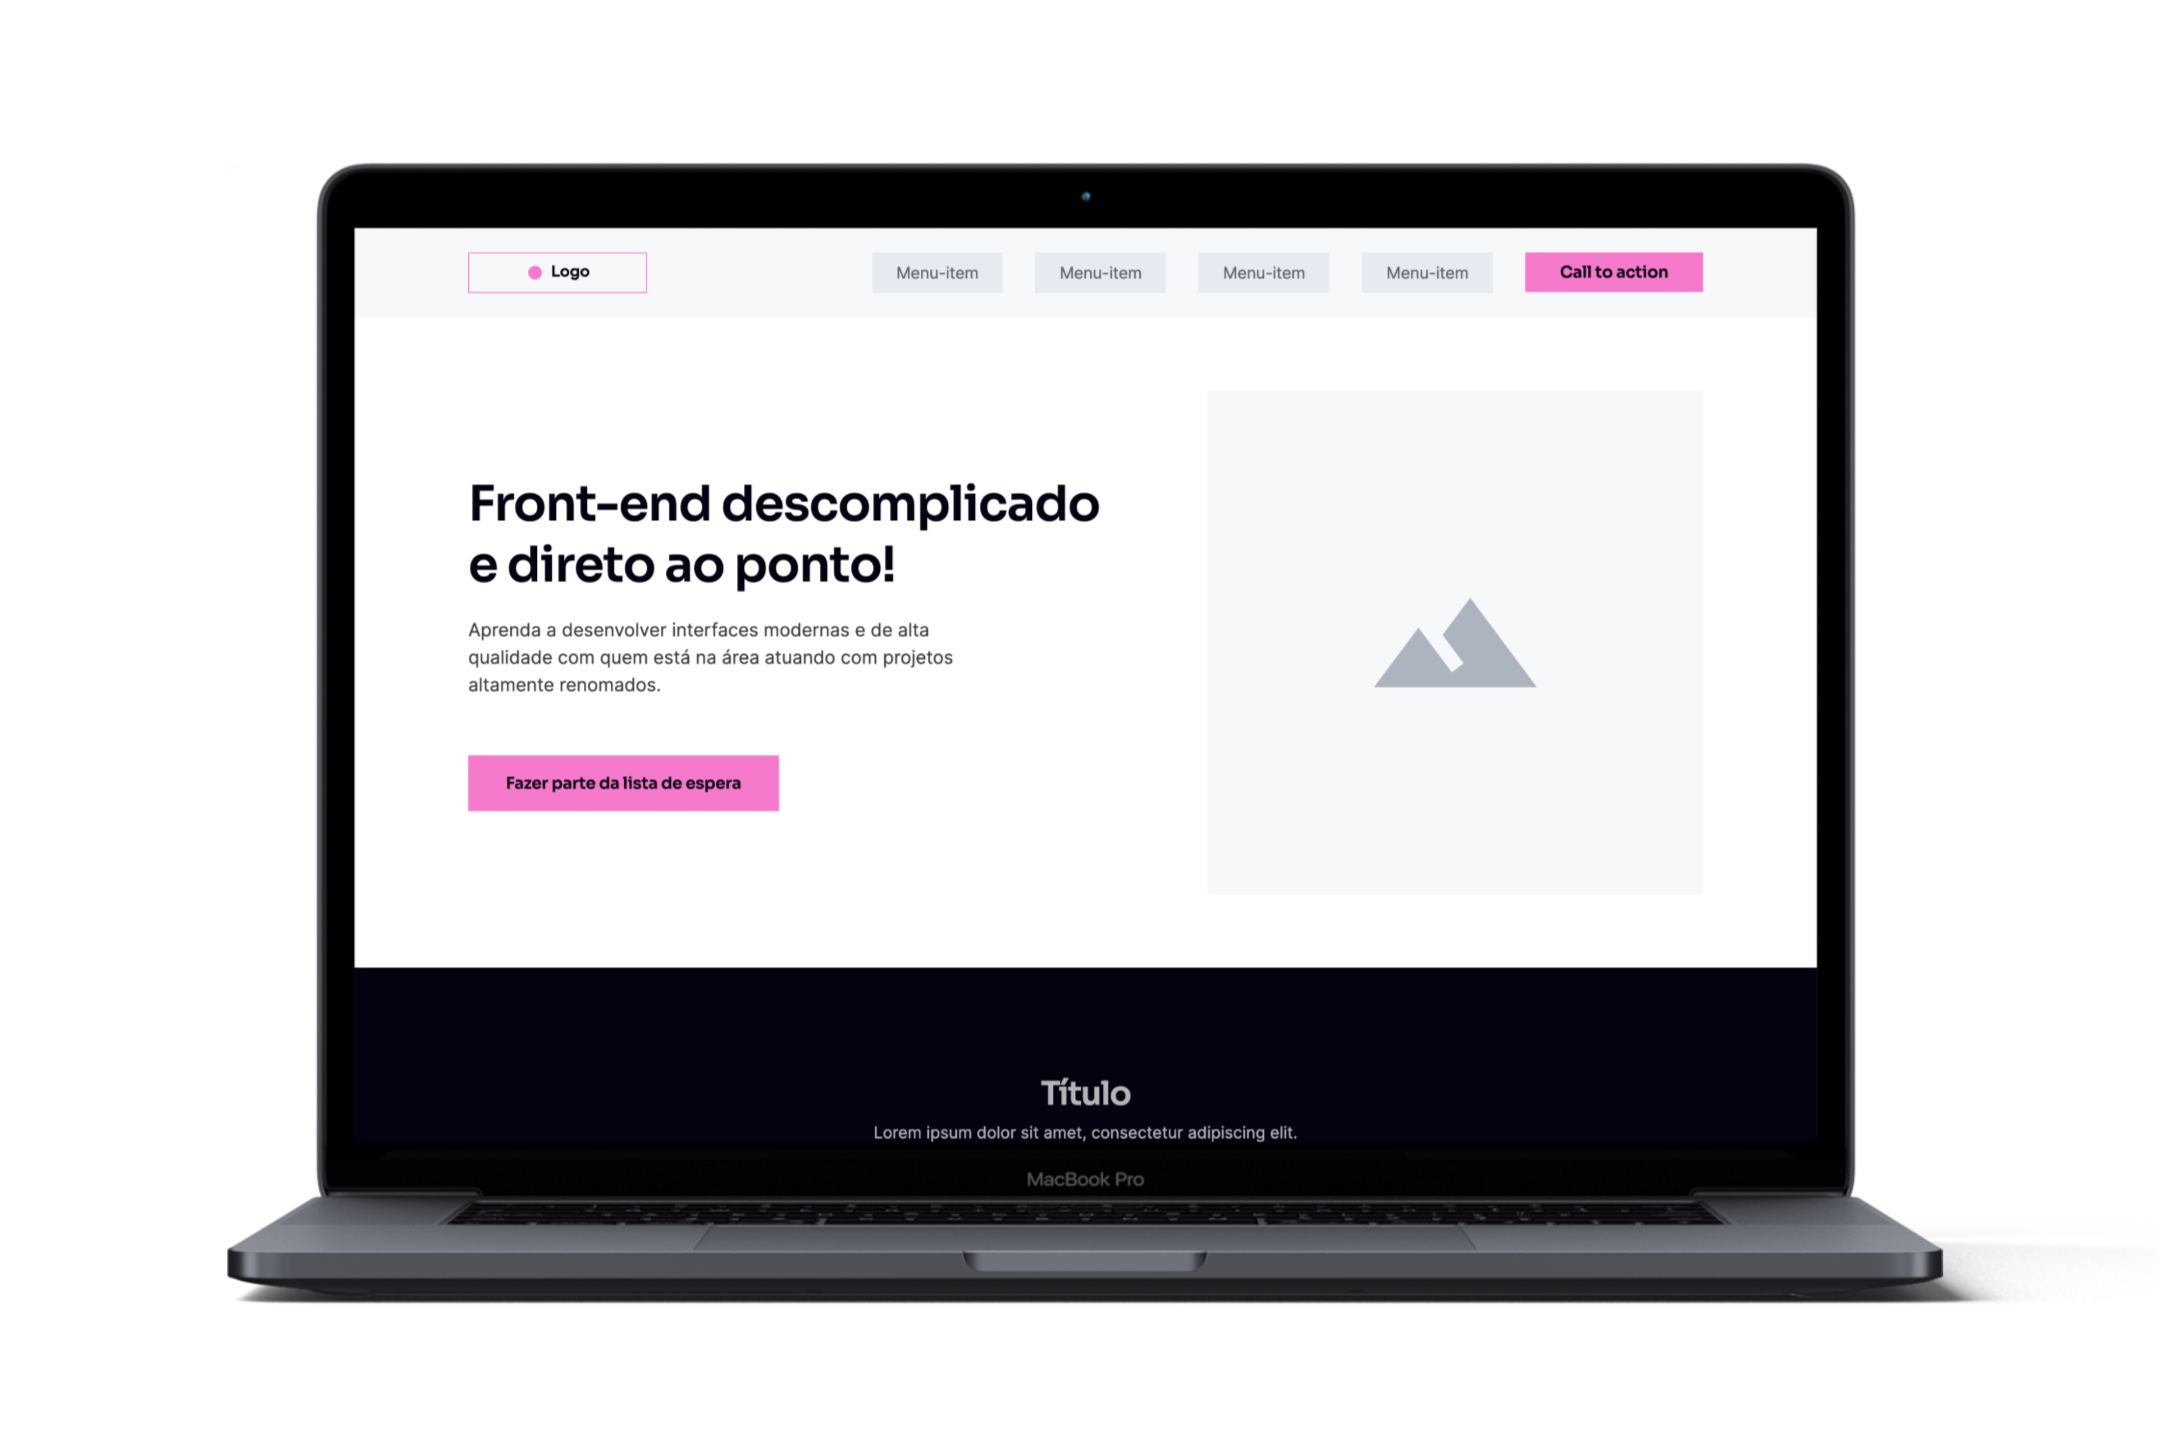 Logo
Menu-item
Menu-item
Menu-item
Menu-item
Call to action
Front-end descomplicado
e direto ao ponto!
Aprenda a desenvolver interfaces modernas e de alta
qualidade com quem está na área atuando com projetos
altamente renomados.
Fazer parte da lista de espera
Título
Lorem ipsum dolor sit amet, consectetur adipiscing elit.
MacBook Pro